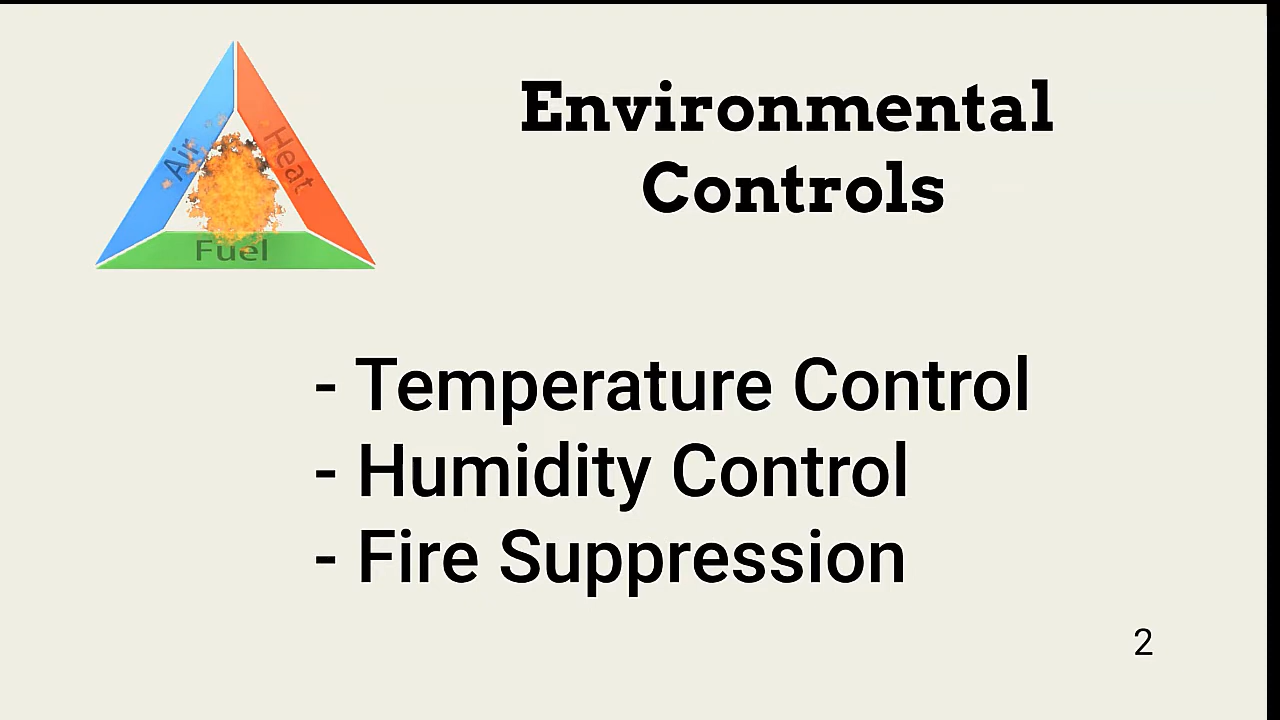 Air
Heat
Fuel
Environmental
Controls
- Temperature Control
- Humidity Control
- Fire Suppression
2